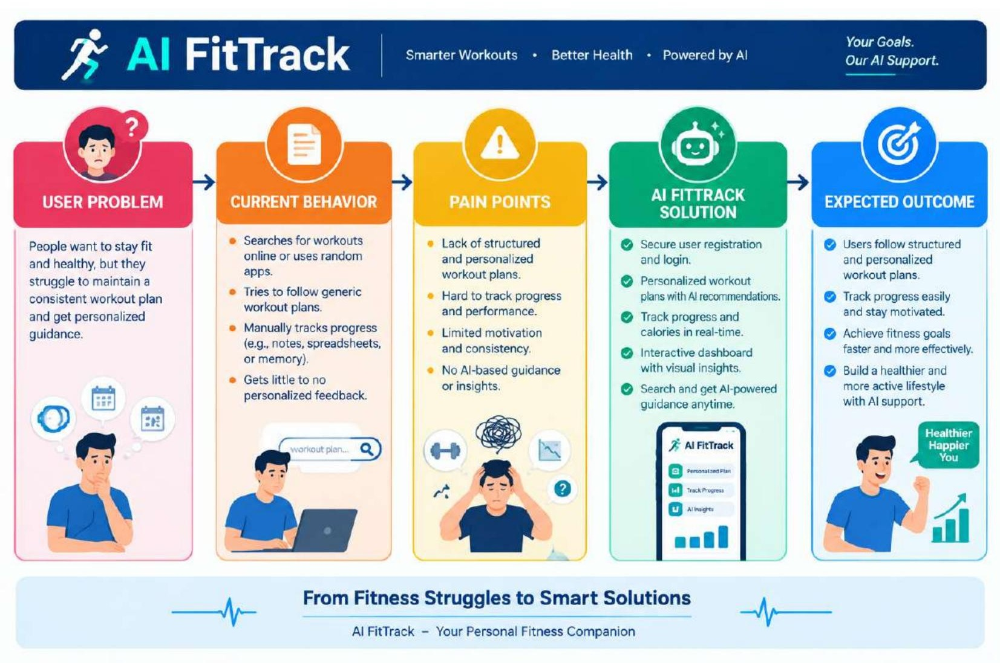 AI FitTrack
Smarter Workouts • Better Health • Powered by AI
Your Goals.
Our AI Support.
?
USER PROBLEM
People want to stay fit
and healthy, but they
struggle to maintain a
consistent workout plan
and get personalized
guidance.
CURRENT BEHAVIOR
• Searches for workouts
online or uses random
apps.
• Tries to follow generic
workout plans.
• Manually tracks progress
(e.g., notes, spreadsheets,
or memory).
• Gets little to no
personalized feedback.
workout plan...
!
PAIN POINTS
• Lack of structured
and personalized
workout plans.
• Hard to track progress
and performance.
• Limited motivation
and consistency.
• No AI-based guidance
or insights.
?
AI FITTRACK
SOLUTION
Secure user registration
and login.
Personalized workout
plans with AI recommendations.
Track progress and
calories in real-time.
Interactive dashboard
with visual insights.
Search and get AI-powered
guidance anytime.
AI FitTrack
Personalized Plan
Track Progress
AI Insights
EXPECTED OUTCOME
Users follow structured
and personalized
workout plans.
Track progress easily
and stay motivated.
Achieve fitness goals
faster and more effectively.
Build a healthier and
more active lifestyle
with AI support.
Healthier
Happier
You
From Fitness Struggles to Smart Solutions
AI FitTrack – Your Personal Fitness Companion